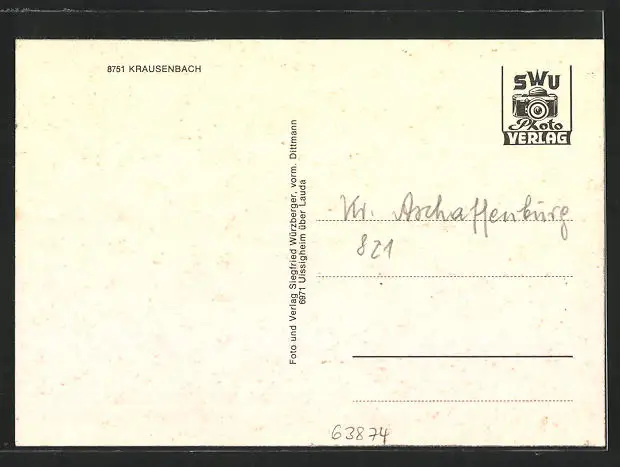 8751 KRAUSENBACH
SWU
Photo
VERLAG
Foto und Verlag Siegfried Würzberger, vorm. Dittmann
6971 Uissigheim über Lauda
Kr. Aschaffenburg
821
63874